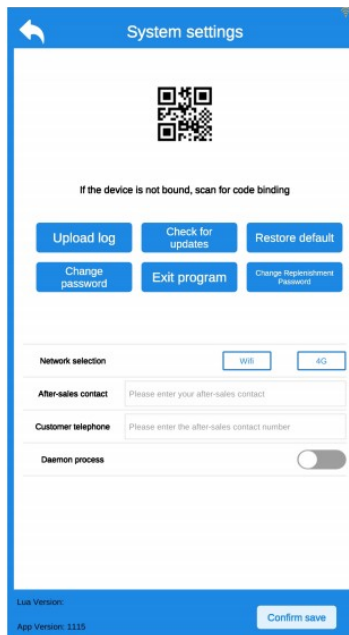 System settings
If the device is not bound, scan for code binding
Upload log
Check for
updates
Restore default
Change
password
Exit program
Change Replenishment
Password
Network selection
Wifi
4G
After-sales contact
Please enter your after-sales contact
Customer telephone
Please enter the after-sales contact number
Daemon process
Lua Version:
App Version: 1115
Confirm save